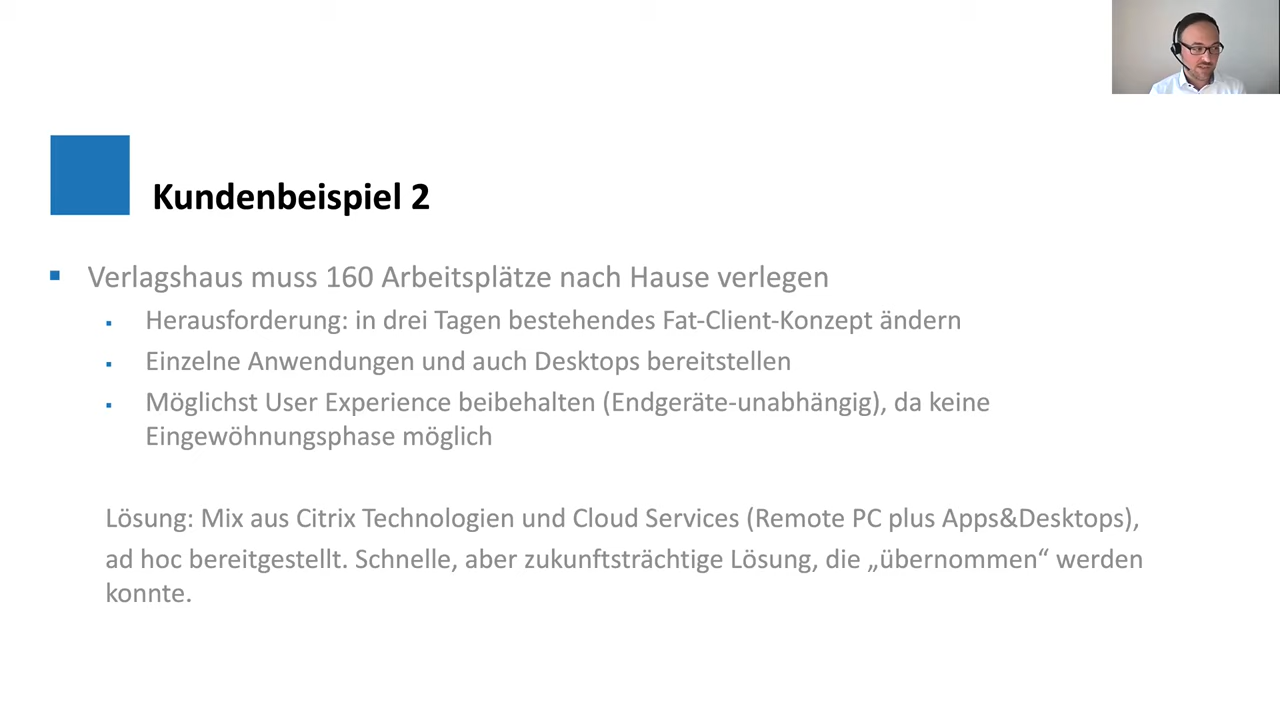 Kundenbeispiel 2
Verlagshaus muss 160 Arbeitsplätze nach Hause verlegen
Herausforderung: in drei Tagen bestehendes Fat-Client-Konzept ändern
Einzelne Anwendungen und auch Desktops bereitstellen
Möglichst User Experience beibehalten (Endgeräte-unabhängig), da keine
Eingewöhnungsphase möglich
Lösung: Mix aus Citrix Technologien und Cloud Services (Remote PC plus Apps&Desktops),
ad hoc bereitgestellt. Schnelle, aber zukunftsträchtige Lösung, die „übernommen“ werden
konnte.